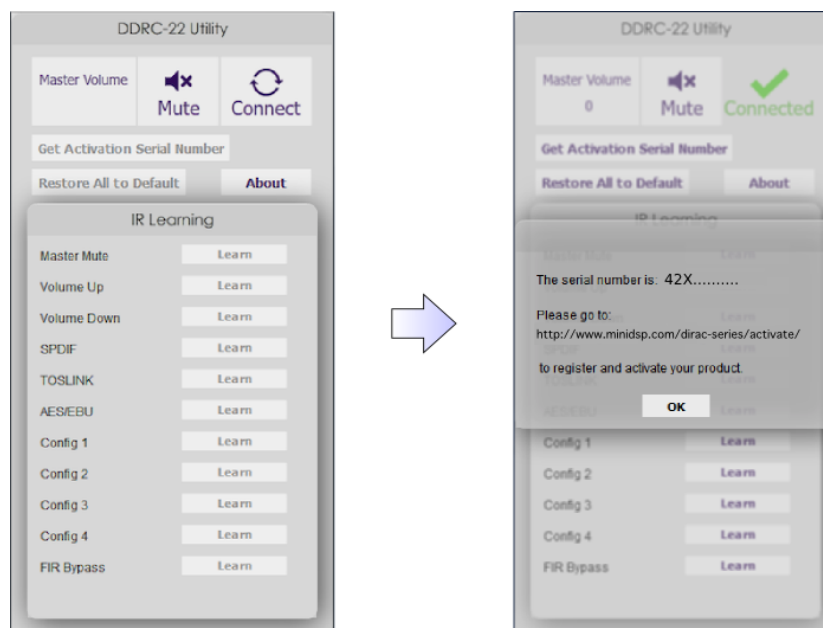 DDRC-22 Utility
Master Volume
Mute
Connect
Get Activation Serial Number
Restore All to Default
About
IR Learning
Master Mute Learn
Volume Up Learn
Volume Down Learn
SPDIF Learn
TOSLINK Learn
AES/EBU Learn
Config 1 Learn
Config 2 Learn
Config 3 Learn
Config 4 Learn
FIR Bypass Learn
DDRC-22 Utility
Master Volume
0
Mute
Connected
Get Activation Serial Number
Restore All to Default
About
IR Learning
Master Mute Learn
The serial number is: 42X..........
Please go to:
http://www.minidsp.com/dirac-series/activate/
to register and activate your product.
OK
Config 1 Learn
Config 2 Learn
Config 3 Learn
Config 4 Learn
FIR Bypass Learn